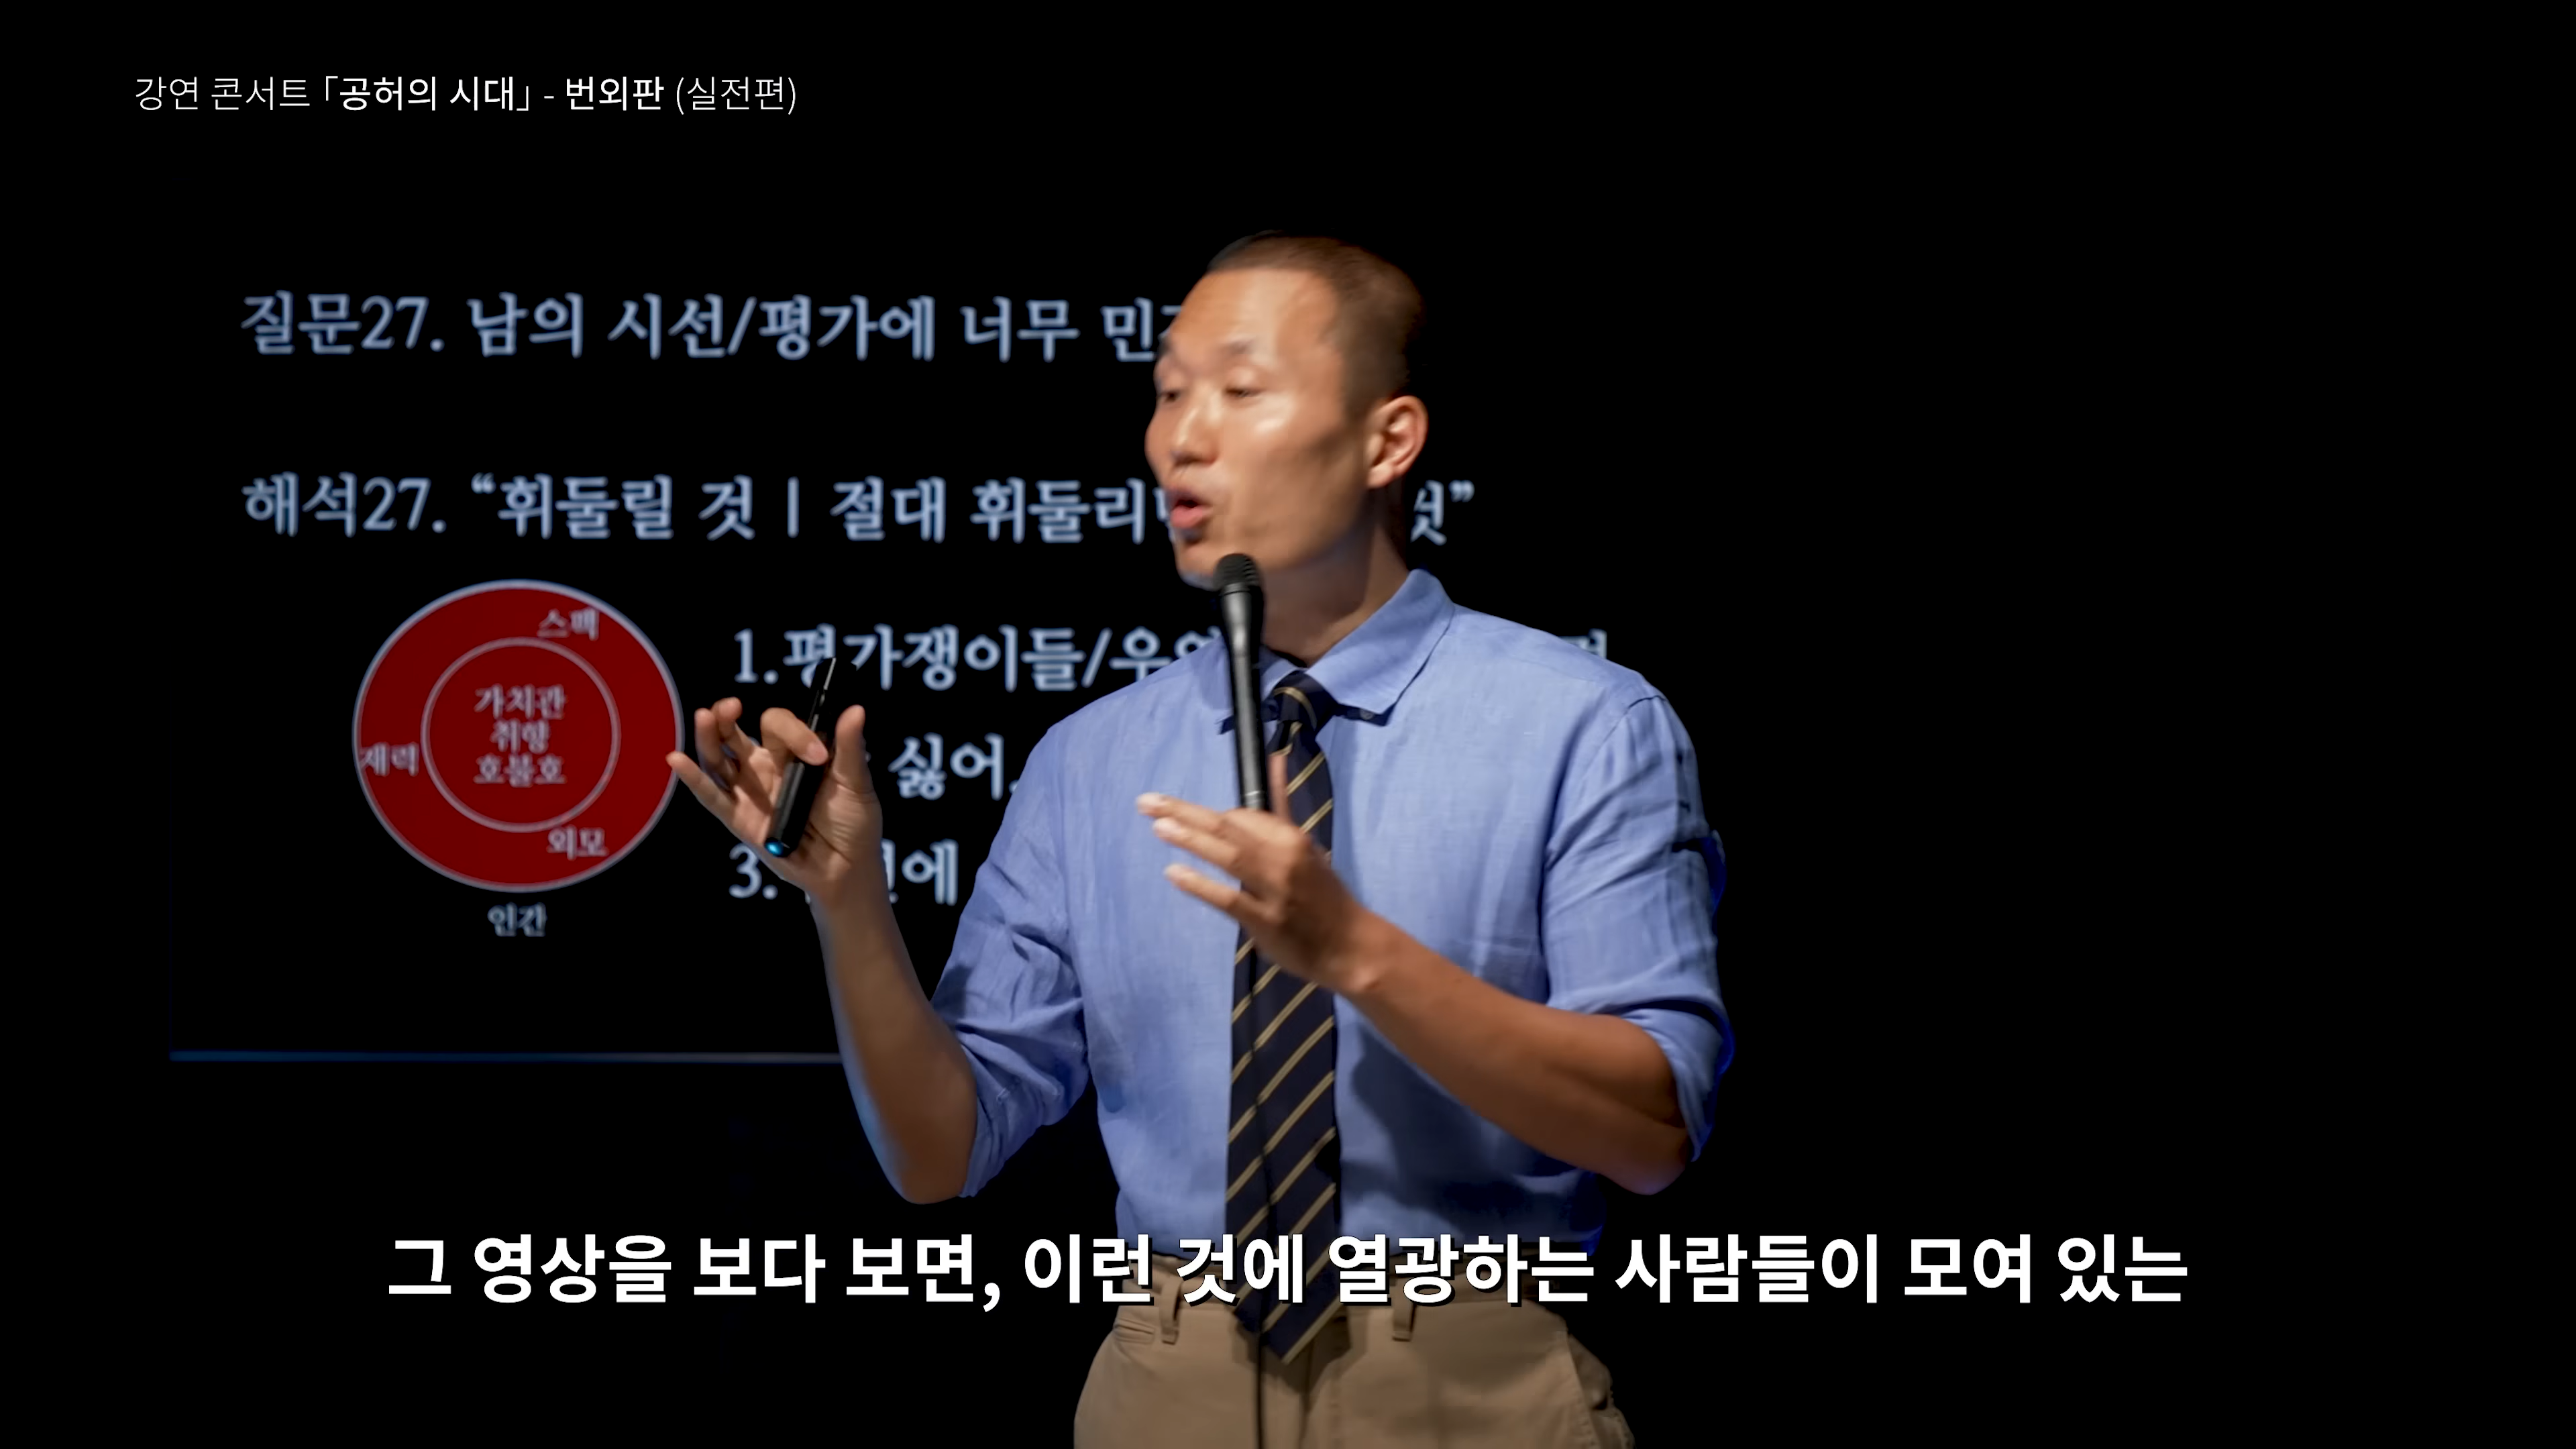 강연 콘서트 「공허의 시대」 - 번외판 (실전편)
질문27. 남의 시선/평가에 너무
해석27. “휘둘릴 것 | 절대 휘둘리 것”
스펙
가치관
취향
호불호
재력
외모
인간
1.평가쟁이들/우
싫어.
3.
그 영상을 보다 보면, 이런 것에 열광하는 사람들이 모여 있는